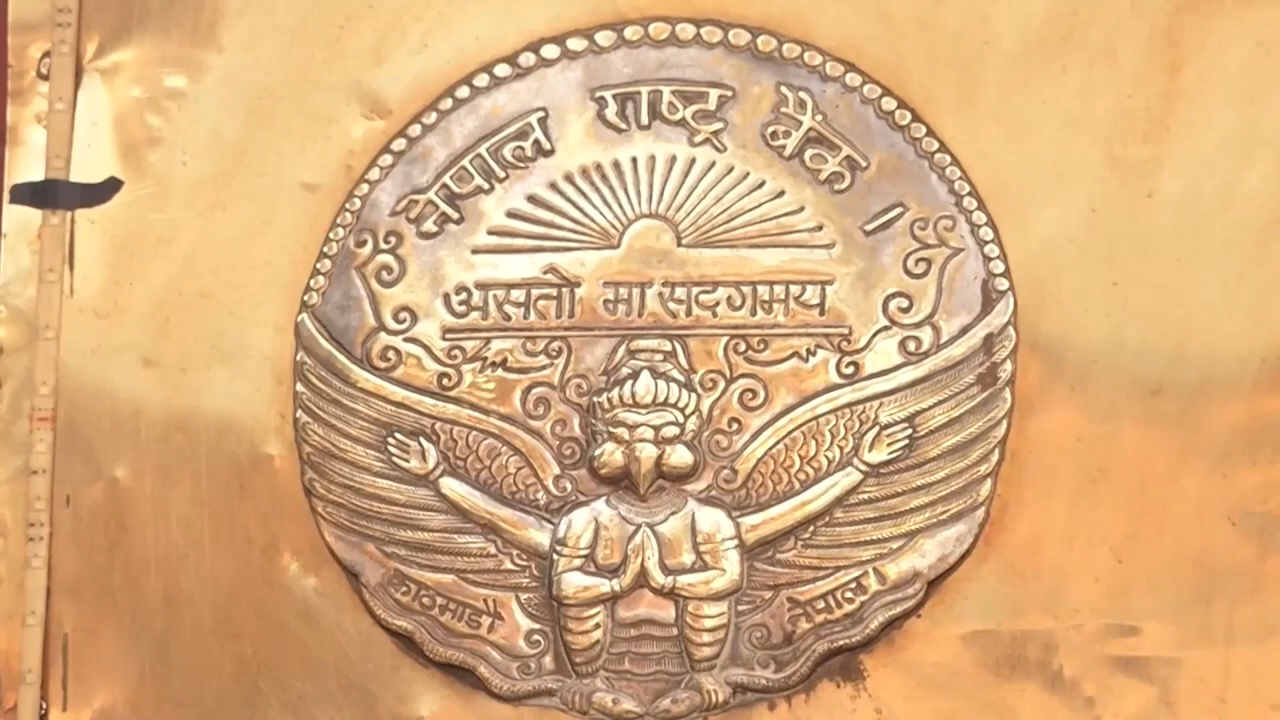 नेपाल राष्ट्र बैंक ।
असतो मा सदगमय
काठमाडौं
नेपाल।